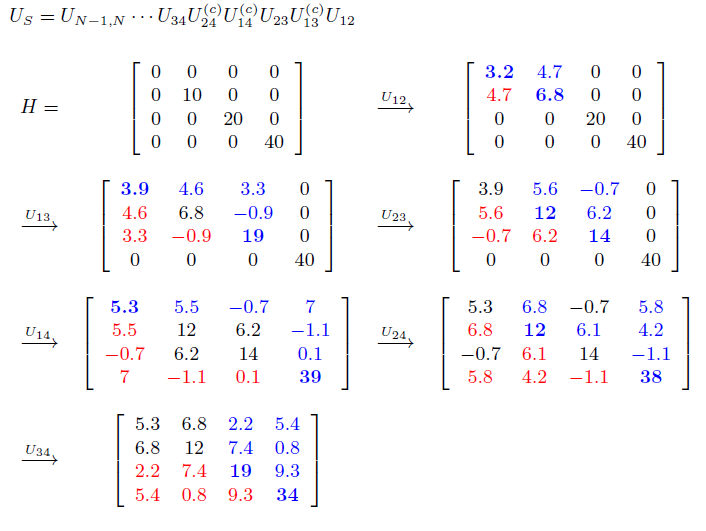 U_S = U_{N−1,N} ⋯ U_{34} U_{24}^{(c)} U_{14}^{(c)} U_{23} U_{13}^{(c)} U_{12}
0 0 0 0 3.2 4.7 0 0
H = 0 10 0 0 U_{12} → 4.7 6.8 0 0
0 0 20 0 0 0 20 0
0 0 0 40 0 0 0 40
3.9 4.6 3.3 0 3.9 5.6 −0.7 0
U_{13} → 4.6 6.8 −0.9 0 U_{23} → 5.6 12 6.2 0
3.3 −0.9 19 0 −0.7 6.2 14 0
0 0 0 40 0 0 0 40
5.3 5.5 −0.7 7 5.3 6.8 −0.7 5.8
U_{14} → 5.5 12 6.2 −1.1 U_{24} → 6.8 12 6.1 4.2
−0.7 6.2 14 0.1 −0.7 6.1 14 −1.1
7 −1.1 0.1 39 5.8 4.2 −1.1 38
5.3 6.8 2.2 5.4
U_{34} → 6.8 12 7.4 0.8
2.2 7.4 19 9.3
5.4 0.8 9.3 34